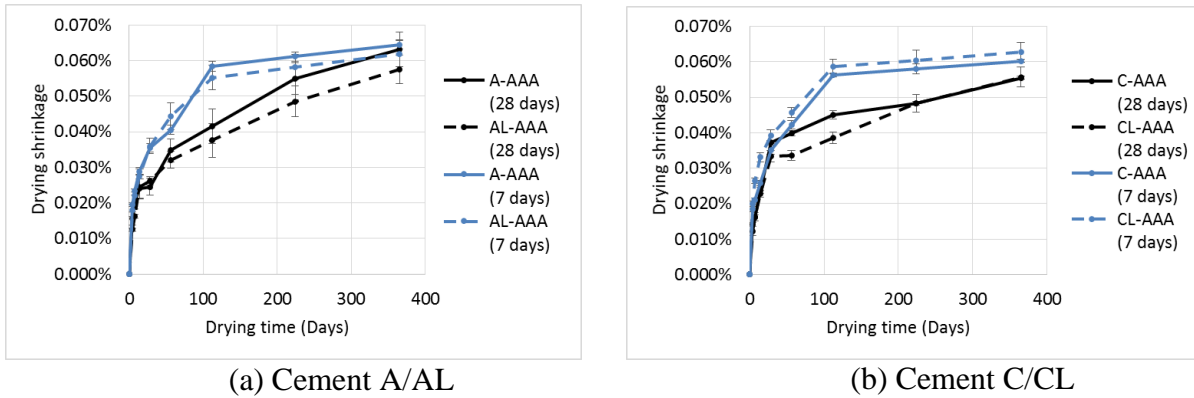 0.070%
0.060%
0.050%
0.040%
0.030%
0.020%
0.010%
0.000%
Drying shrinkage
0 100 200 300 400
Drying time (Days)
A-AAA
(28 days)
AL-AAA
(28 days)
A-AAA
(7 days)
AL-AAA
(7 days)
(a) Cement A/AL
0.070%
0.060%
0.050%
0.040%
0.030%
0.020%
0.010%
0.000%
Drying shrinkage
0 100 200 300 400
Drying time (Days)
C-AAA
(28 days)
CL-AAA
(28 days)
C-AAA
(7 days)
CL-AAA
(7 days)
(b) Cement C/CL